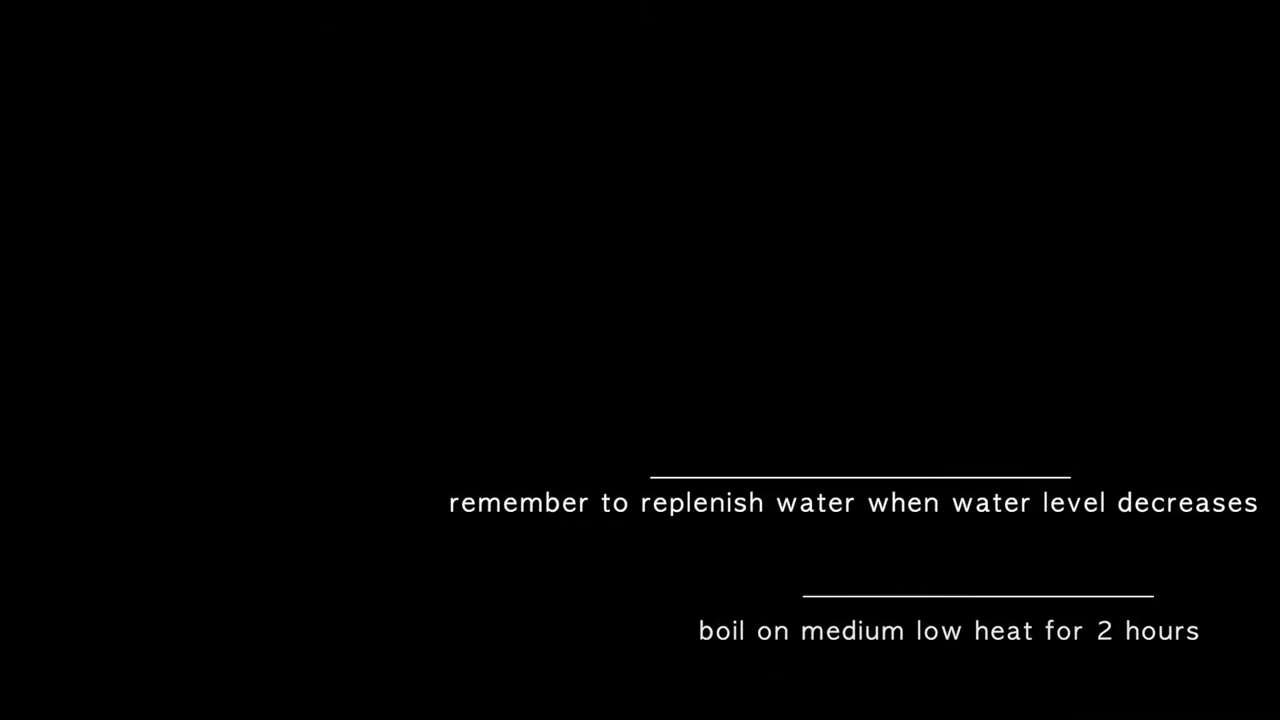 remember to replenish water when water level decreases
boil on medium low heat for 2 hours